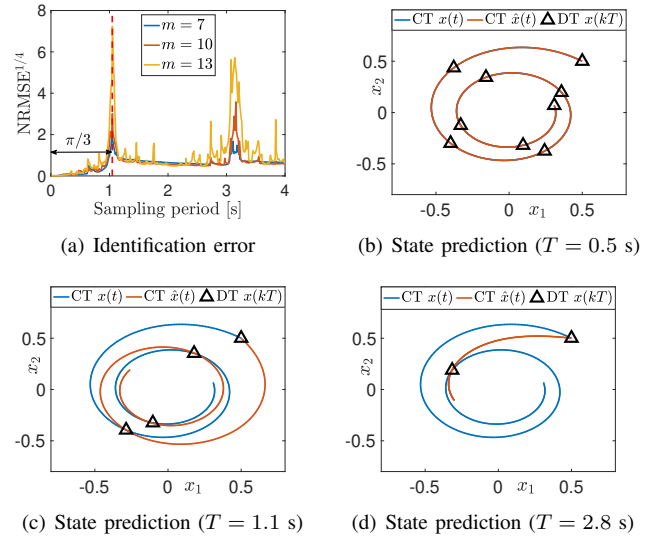 8
6
4
2
0
0 1 2 3 4
NRMSE^{1/4}
m = 7
m = 10
m = 13
π/3
Sampling period [s]
(a) Identification error
CT x(t) CT x̂(t) DT x(kT)
0.5
0
-0.5
x_2
-0.5 0 0.5
x_1
(b) State prediction (T = 0.5 s)
CT x(t) CT x̂(t) DT x(kT)
0.5
0
-0.5
x_2
-0.5 0 0.5
x_1
(c) State prediction (T = 1.1 s)
CT x(t) CT x̂(t) DT x(kT)
0.5
0
-0.5
x_2
-0.5 0 0.5
x_1
(d) State prediction (T = 2.8 s)